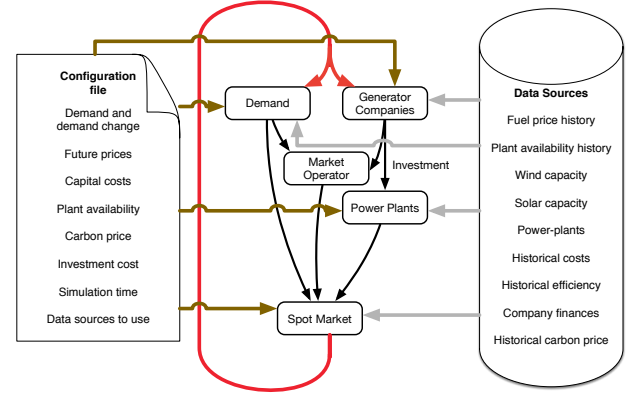 Configuration
file
Demand and
demand change
Future prices
Capital costs
Plant availability
Carbon price
Investment cost
Simulation time
Data sources to use
Demand
Generator
Companies
Market
Operator
Investment
Power Plants
Spot Market
Data Sources
Fuel price history
Plant availability history
Wind capacity
Solar capacity
Power-plants
Historical costs
Historical efficiency
Company finances
Historical carbon price